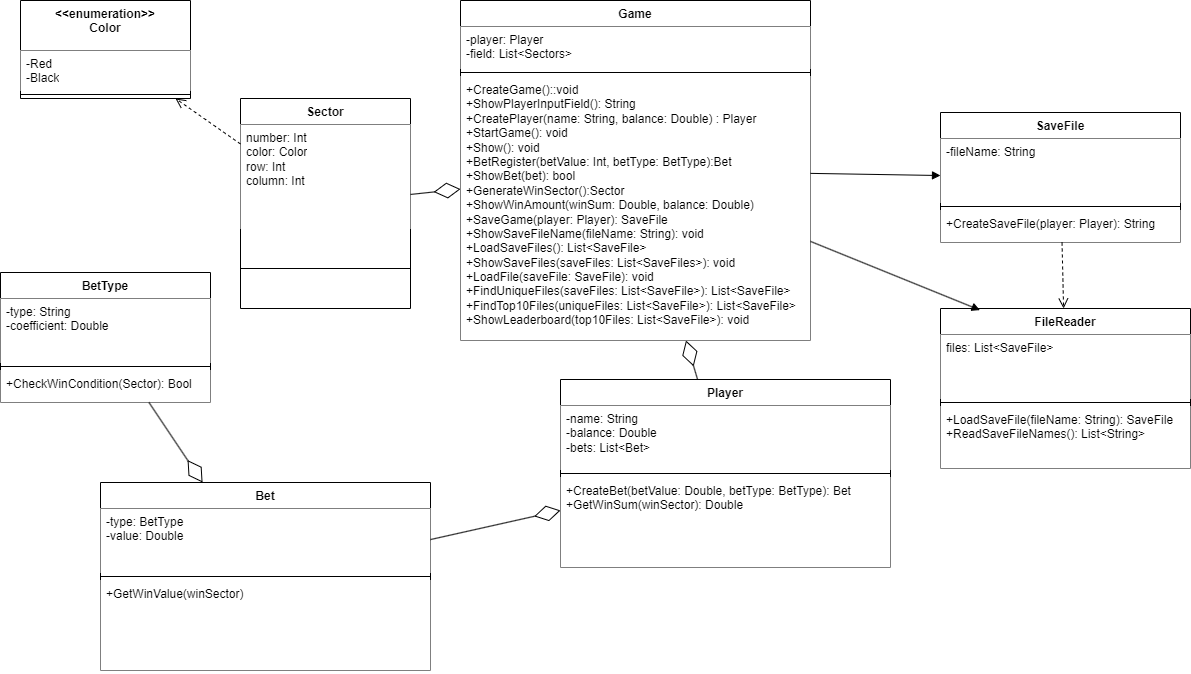 <<enumeration>>
Color
-Red
-Black
Game
-player: Player
-field: List<Sectors>
+CreateGame()::void
+ShowPlayerInputField(): String
+CreatePlayer(name: String, balance: Double) : Player
+StartGame(): void
+Show(): void
+BetRegister(betValue: Int, betType: BetType):Bet
+ShowBet(bet): bool
+GenerateWinSector():Sector
+ShowWinAmount(winSum: Double, balance: Double)
+SaveGame(player: Player): SaveFile
+ShowSaveFileName(fileName: String): void
+LoadSaveFiles(): List<SaveFile>
+ShowSaveFiles(saveFiles: List<SaveFiles>): void
+LoadFile(saveFile: SaveFile): void
+FindUniqueFiles(saveFiles: List<SaveFile>): List<SaveFile>
+FindTop10Files(uniqueFiles: List<SaveFile>): List<SaveFile>
+ShowLeaderboard(top10Files: List<SaveFile>): void
Sector
number: Int
color: Color
row: Int
column: Int
SaveFile
-fileName: String
+CreateSaveFile(player: Player): String
BetType
-type: String
-coefficient: Double
+CheckWinCondition(Sector): Bool
FileReader
files: List<SaveFile>
+LoadSaveFile(fileName: String): SaveFile
+ReadSaveFileNames(): List<String>
Player
-name: String
-balance: Double
-bets: List<Bet>
+CreateBet(betValue: Double, betType: BetType): Bet
+GetWinSum(winSector): Double
Bet
-type: BetType
-value: Double
+GetWinValue(winSector)